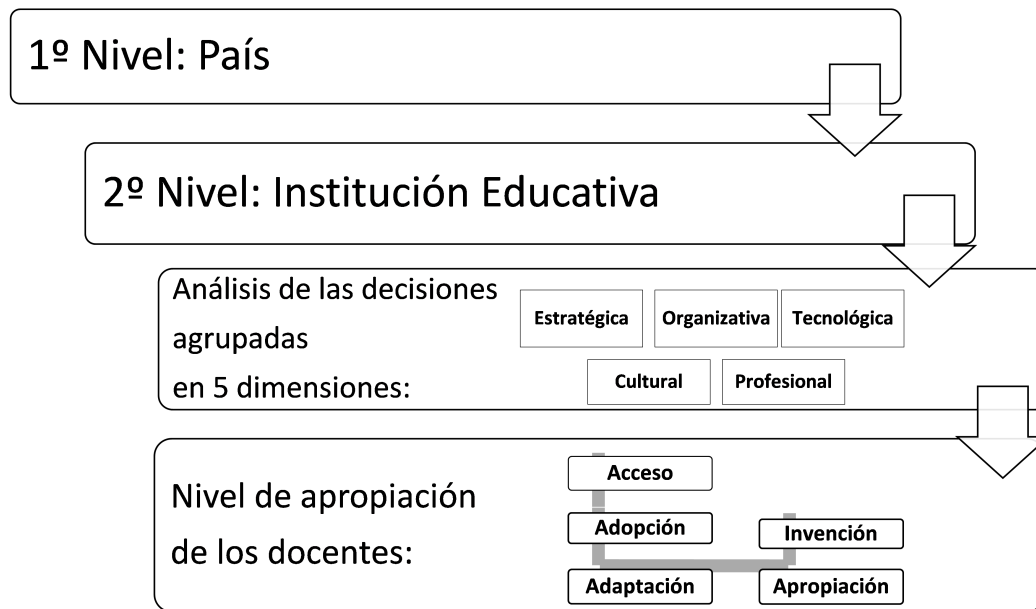 1º Nivel: País
2º Nivel: Institución Educativa
Análisis de las decisiones
agrupadas
en 5 dimensiones:
Estratégica Organizativa Tecnológica
Cultural Profesional
Nivel de apropiación
de los docentes:
Acceso
Adopción
Adaptación
Apropiación
Invención